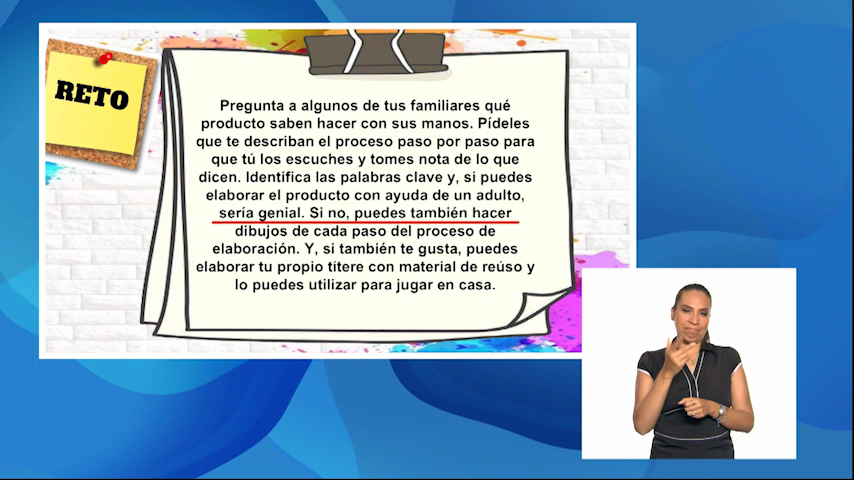 RETO
Pregunta a algunos de tus familiares qué
producto saben hacer con sus manos. Pídeles
que te describan el proceso paso por paso para
que tú los escuches y tomes nota de lo que
dicen. Identifica las palabras clave y, si puedes
elaborar el producto con ayuda de un adulto,
sería genial. Si no, puedes también hacer
dibujos de cada paso del proceso de
elaboración. Y, si también te gusta, puedes
elaborar tu propio títere con material de reúso y
lo puedes utilizar para jugar en casa.